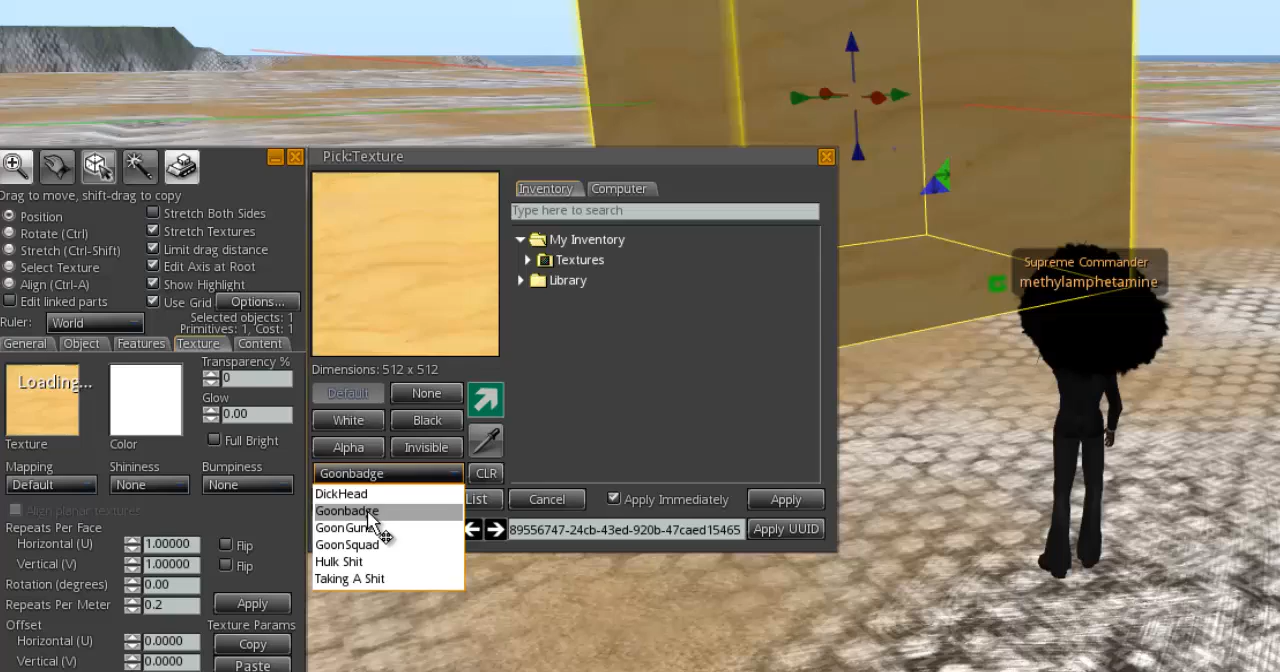 Pick:Texture
Drag to move, shift-drag to copy
Position
Rotate (Ctrl)
Stretch (Ctrl-Shift)
Select Texture
Align (Ctrl-A)
Edit linked parts
Stretch Both Sides
Stretch Textures
Limit drag distance
Edit Axis at Root
Show Highlight
Use Grid Options...
Ruler: World
Selected objects: 1
Primitives: 1, Cost: 1
General Object Features Texture Content
Loading...
Texture
Color
Transparency %
0
Glow
0.00
Full Bright
Mapping Shininess Bumpiness
Default None None
Align planar textures
Repeats Per Face
Horizontal (U) 1.00000 Flip
Vertical (V) 1.00000 Flip
Rotation (degrees) 0.00
Repeats Per Meter 0.2 Apply
Offset Texture Params
Horizontal (U) 0.0000 Copy
Vertical (V) 0.0000 Paste
Dimensions: 512 x 512
Default None
White Black
Alpha Invisible
Goonbadge CLR
DickHead
Goonbadge
GoonSquad
Hulk Shit
Taking A Shit
List
Inventory Computer
Type here to search
My Inventory
Textures
Library
Cancel Apply Immediately Apply
89556747-24cb-43ed-920b-47caed15465 Apply UUID
Supreme Commander
methylamphetamine